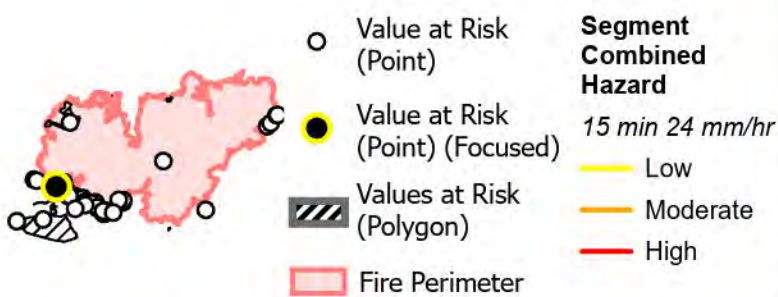 Value at Risk
(Point)
Value at Risk
(Point) (Focused)
Values at Risk
(Polygon)
Fire Perimeter
Segment
Combined
Hazard
15 min 24 mm/hr
Low
Moderate
High